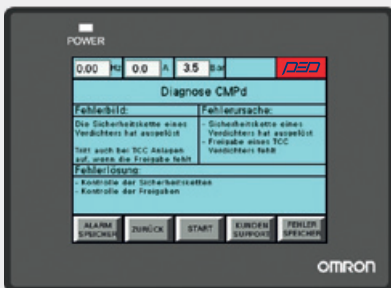 POWER
0.00 Hz 0.0 A 3.5 Bar
Diagnose CMPd
Fehlerbild: Fehlerursache:
Die Sicherheitskette eines - Sicherheitskette eines
Verdichters hat ausgelöst Verdichters hat ausgelöst
- Freigabe eines TCC
Tritt auch bei TCC Anlagen Verdichters fehlt
auf, wenn die Freigabe fehlt
Fehlerlösung:
- Kontrolle der Sicherheitsketten
- Kontrolle der Freigaben
ALARM ZURÜCK START KUNDEN FEHLER
SPEICHER SUPPORT SPEICHER
OMRON